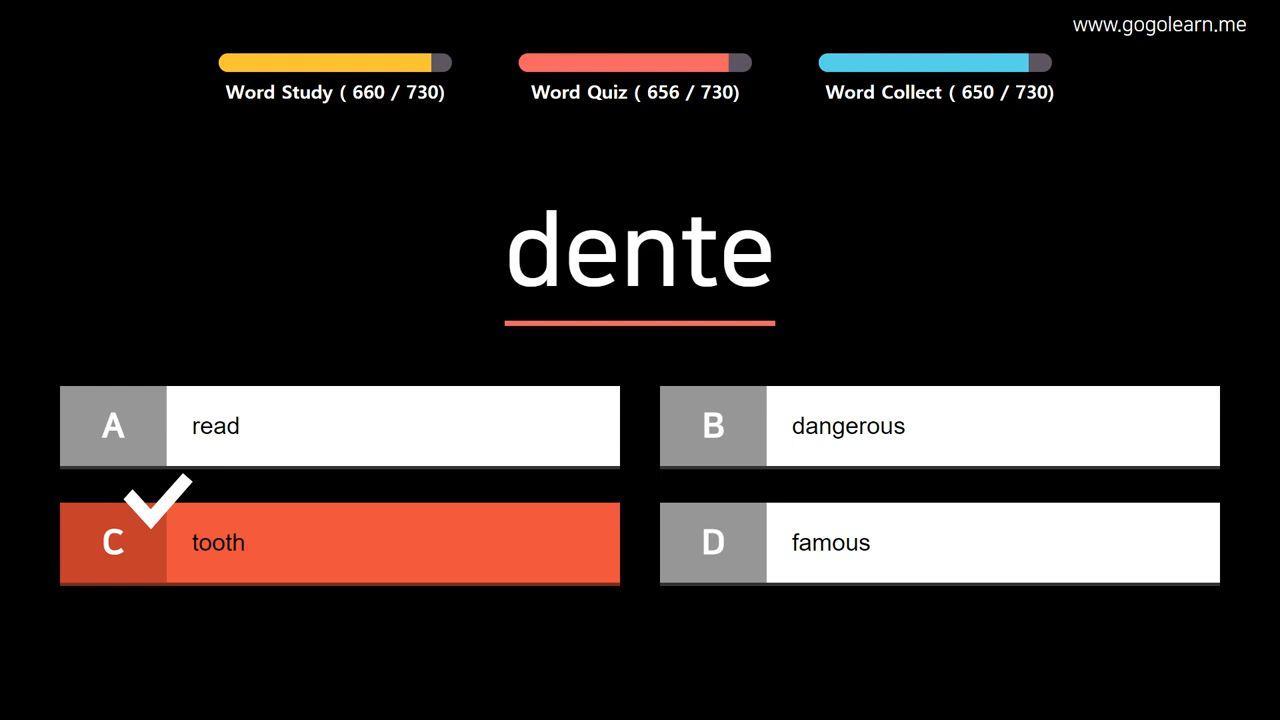 www.gogolearn.me
Word Study ( 660 / 730)
Word Quiz ( 656 / 730)
Word Collect ( 650 / 730)
dente
A read
B dangerous
C tooth
D famous